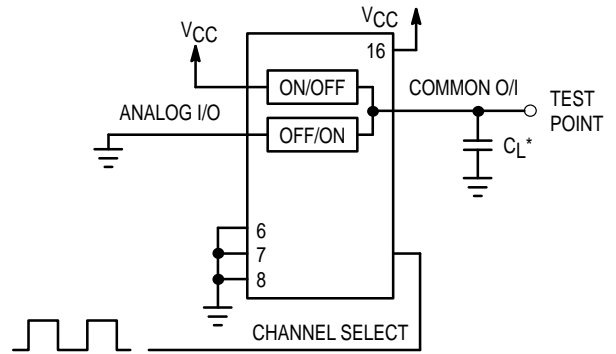 VCC
VCC
16
ON/OFF
COMMON O/I
TEST
POINT
ANALOG I/O
OFF/ON
CL*
6
7
8
CHANNEL SELECT